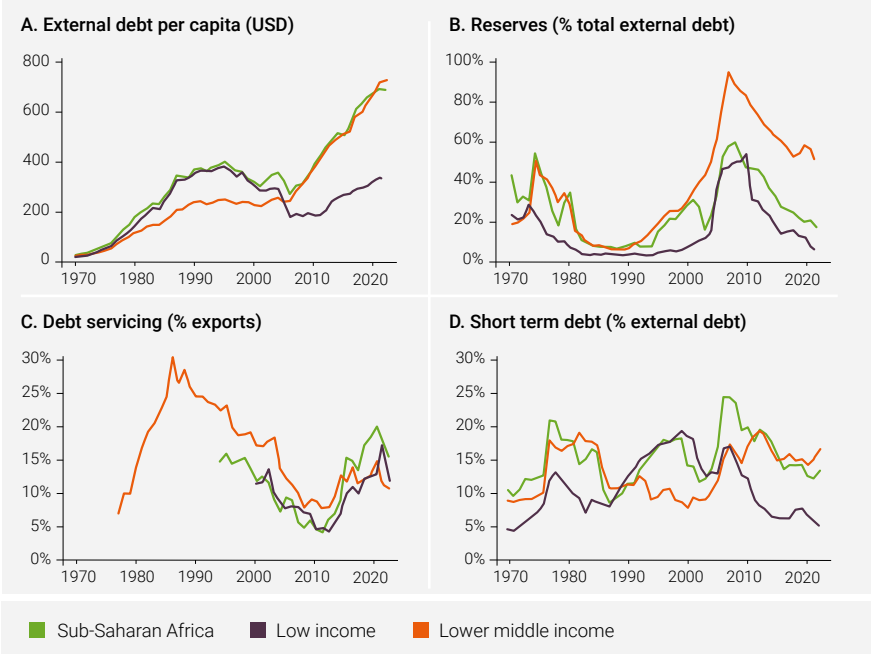 A. External debt per capita (USD)
800
600
400
200
0
1970 1980 1990 2000 2010 2020
B. Reserves (% total external debt)
100%
80%
60%
40%
20%
0%
1970 1980 1990 2000 2010 2020
C. Debt servicing (% exports)
30%
25%
20%
15%
10%
5%
0%
1970 1980 1990 2000 2010 2020
D. Short term debt (% external debt)
30%
25%
20%
15%
10%
5%
0%
1970 1980 1990 2000 2010 2020
Sub-Saharan Africa Low income Lower middle income